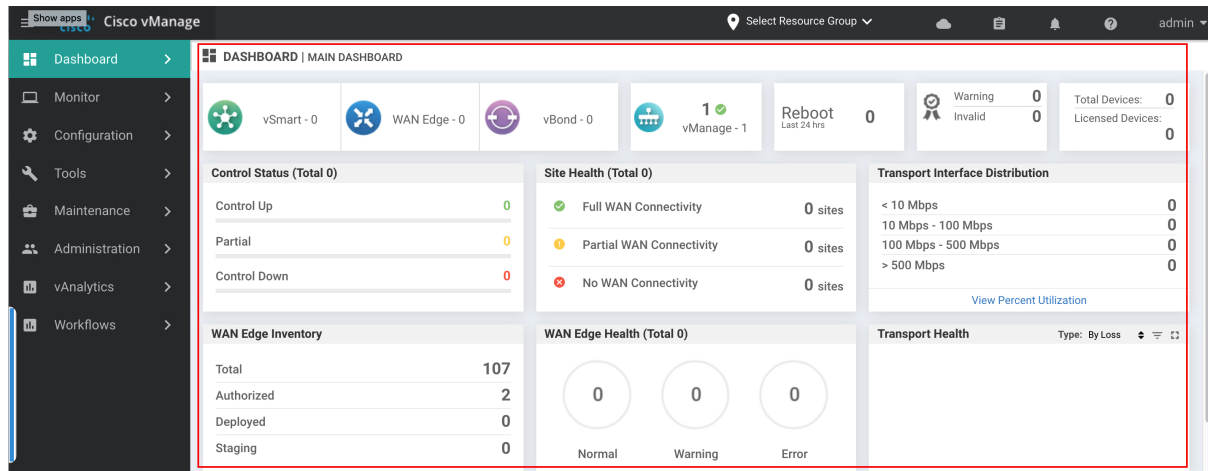 Show apps
CISCO
Cisco vManage
Select Resource Group
admin
Dashboard
Monitor
Configuration
Tools
Maintenance
Administration
vAnalytics
Workflows
DASHBOARD | MAIN DASHBOARD
vSmart - 0
WAN Edge - 0
vBond - 0
1
vManage - 1
Reboot
Last 24 hrs
0
Warning 0
Invalid 0
Total Devices: 0
Licensed Devices:
0
Control Status (Total 0)
Control Up 0
Partial 0
Control Down 0
Site Health (Total 0)
Full WAN Connectivity 0 sites
Partial WAN Connectivity 0 sites
No WAN Connectivity 0 sites
Transport Interface Distribution
< 10 Mbps 0
10 Mbps - 100 Mbps 0
100 Mbps - 500 Mbps 0
> 500 Mbps 0
View Percent Utilization
WAN Edge Inventory
Total 107
Authorized 2
Deployed 0
Staging 0
WAN Edge Health (Total 0)
0 0 0
Normal Warning Error
Transport Health Type: By Loss